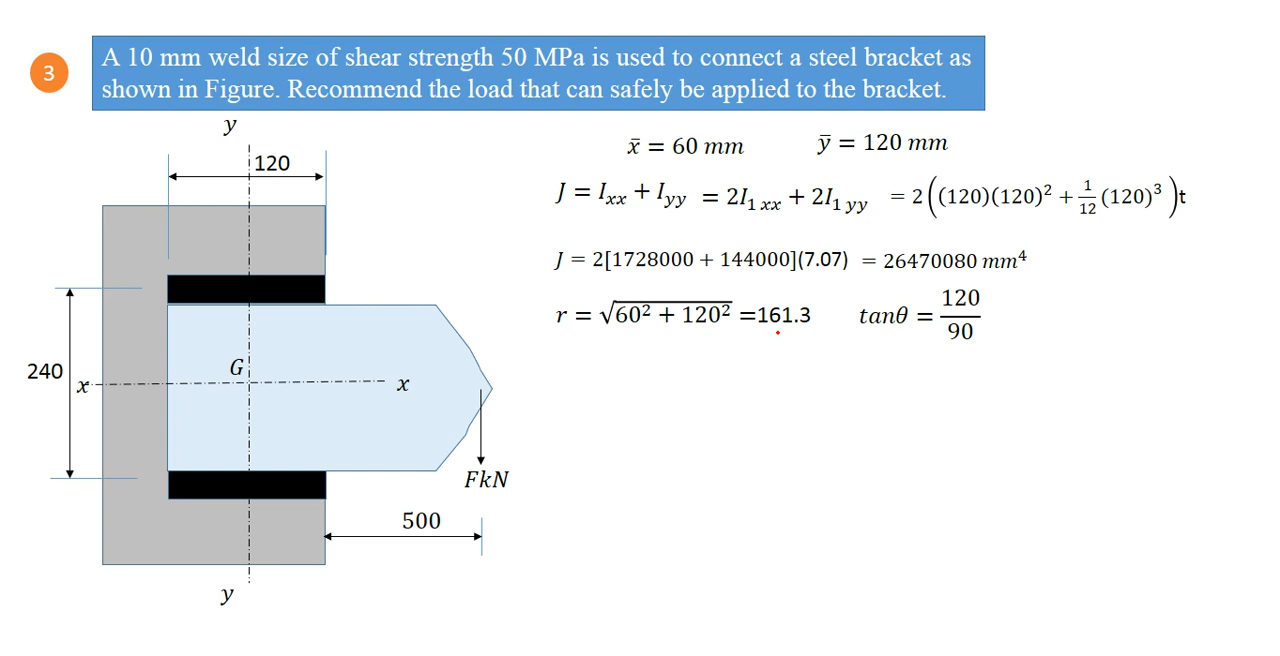 3
A 10 mm weld size of shear strength 50 MPa is used to connect a steel bracket as
shown in Figure. Recommend the load that can safely be applied to the bracket.
y
120
240
x
G
x
FkN
500
y
x̄ = 60 mm ȳ = 120 mm
J = Ixx + Iyy = 2I1 xx + 2I1 yy = 2((120)(120)² + 1/12 (120)³)t
J = 2[1728000 + 144000](7.07) = 26470080 mm⁴
r = √60² + 120² =161.3 tanθ = 120/90